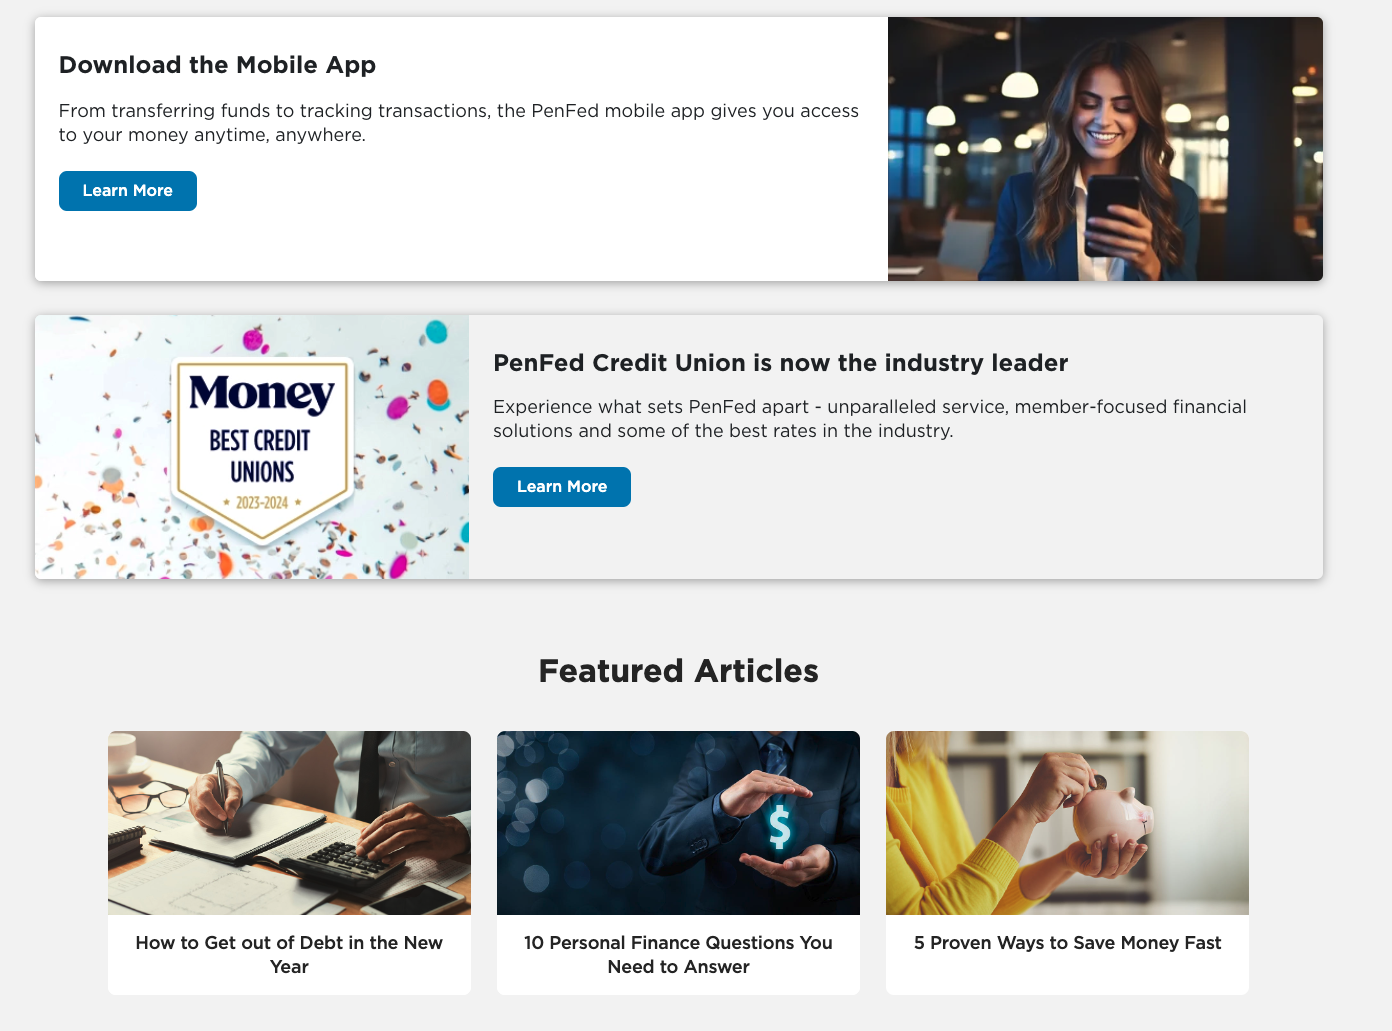 Download the Mobile App
From transferring funds to tracking transactions, the PenFed mobile app gives you access
to your money anytime, anywhere.
Learn More
Money
BEST CREDIT
UNIONS
2023-2024
PenFed Credit Union is now the industry leader
Experience what sets PenFed apart - unparalleled service, member-focused financial
solutions and some of the best rates in the industry.
Learn More
Featured Articles
$
How to Get out of Debt in the New
Year
10 Personal Finance Questions You
Need to Answer
5 Proven Ways to Save Money Fast